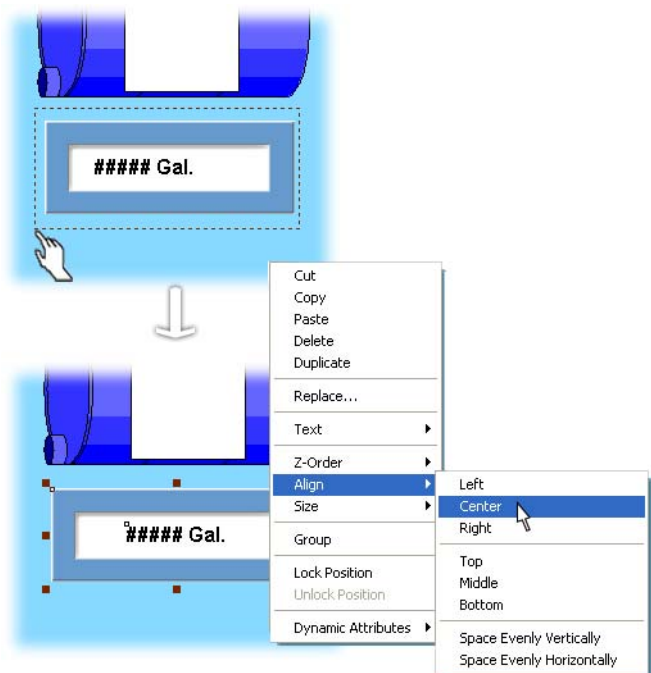 ##### Gal.
Cut
Copy
Paste
Delete
Duplicate
Replace...
Text
Z-Order
Align
Size
Group
Lock Position
Unlock Position
Dynamic Attributes
Left
Center
Right
Top
Middle
Bottom
Space Evenly Vertically
Space Evenly Horizontally
##### Gal.